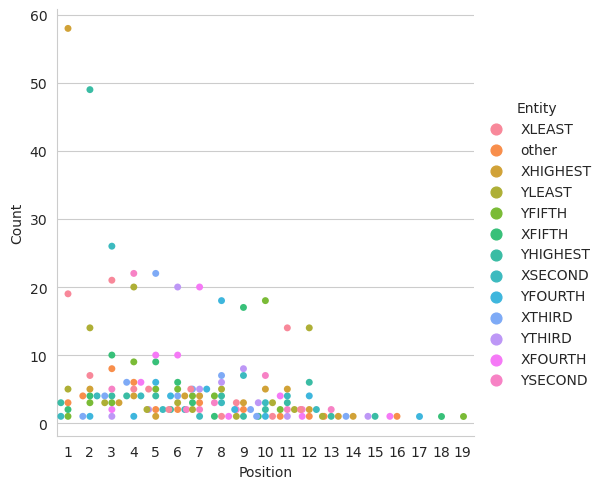 60
50
40
30
20
10
0
Count
1 2 3 4 5 6 7 8 9 10 11 12 13 14 15 16 17 18 19
Position
Entity
XLEAST
other
XHIGHEST
YLEAST
YFIFTH
XFIFTH
YHIGHEST
XSECOND
YFOURTH
XTHIRD
YTHIRD
XFOURTH
YSECOND